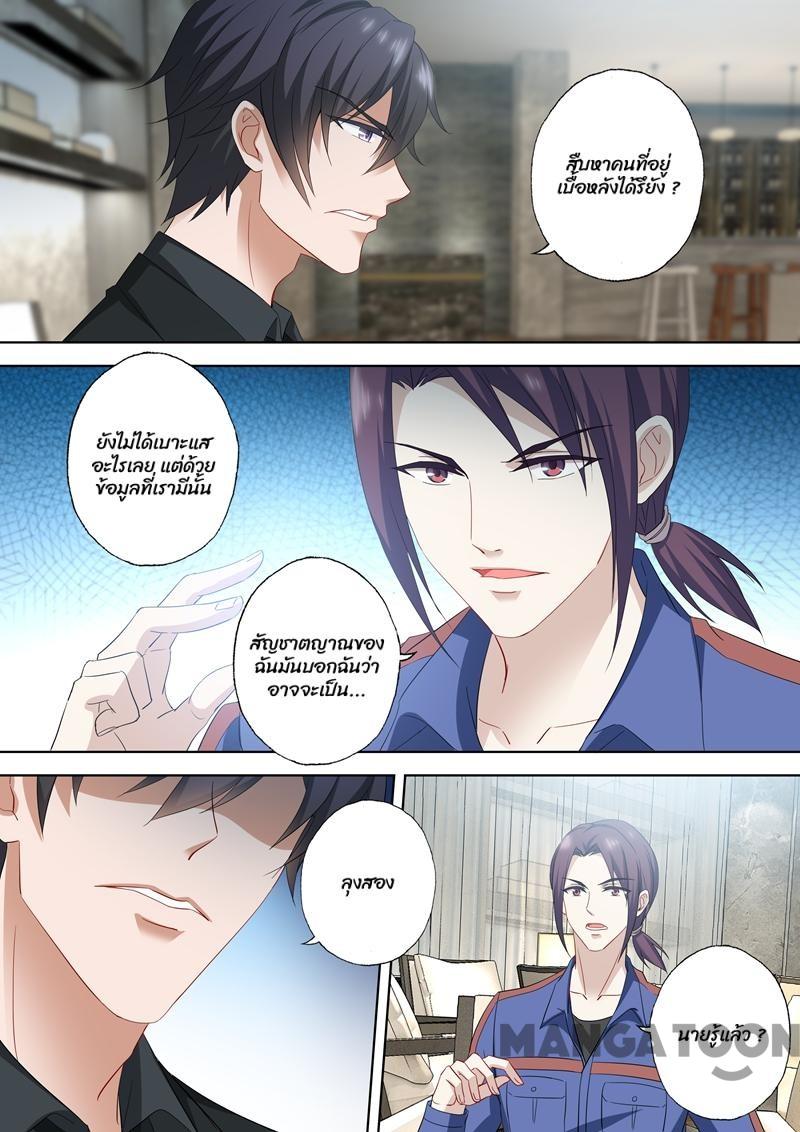 สืบหาคนที่อยู่
เบื้อหลังได้รึยัง ?
ยังไม่ได้เบาะแส
อะไรเลย แต่ด้วย
ข้อมูลที่เรามีนั้น
สัญชาตญาณของ
ฉันมันบอกฉันว่า
อาจจะเป็น...
ลุงสอง
นายรู้แล้ว ?
MANGATOON